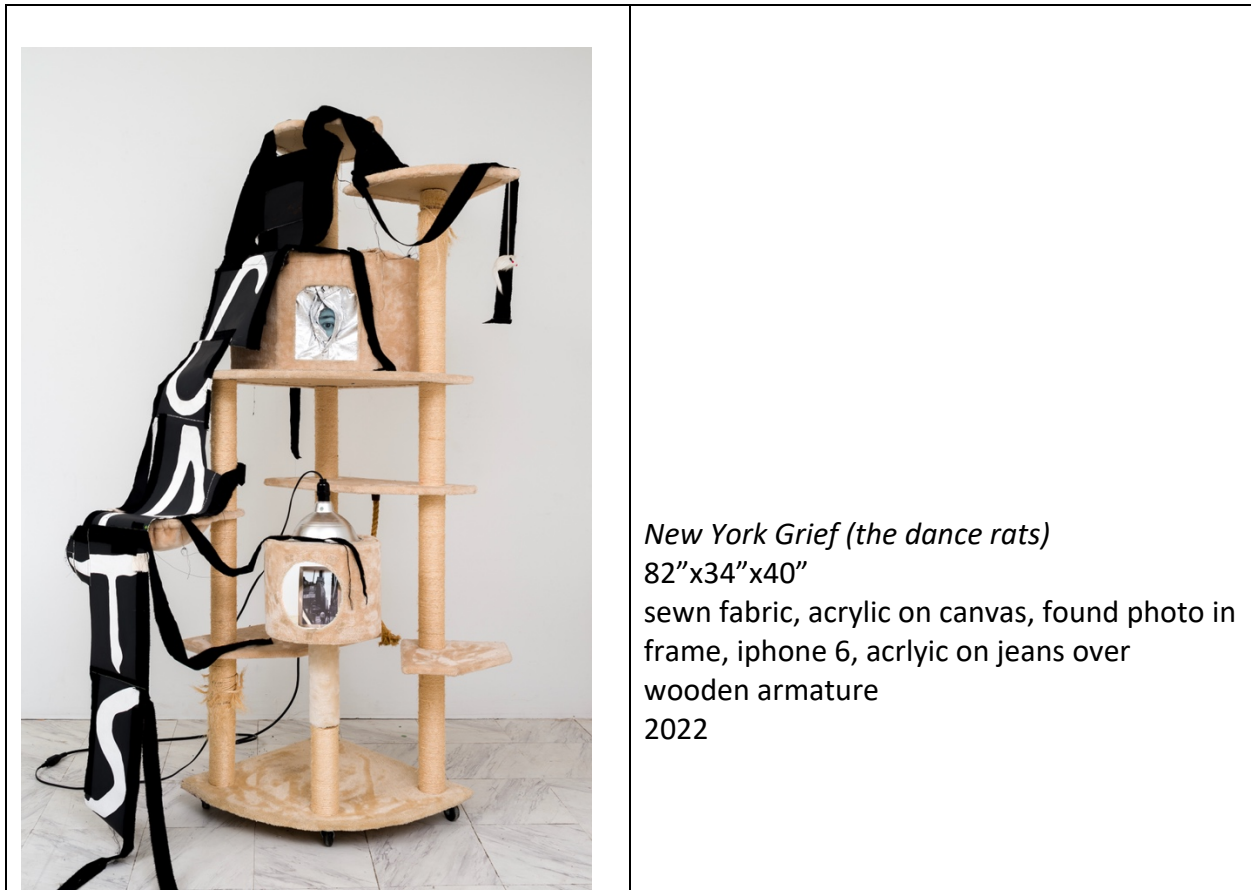 T
S
New York Grief (the dance rats)
82”x34”x40”
sewn fabric, acrylic on canvas, found photo in
frame, iphone 6, acrlyic on jeans over
wooden armature
2022